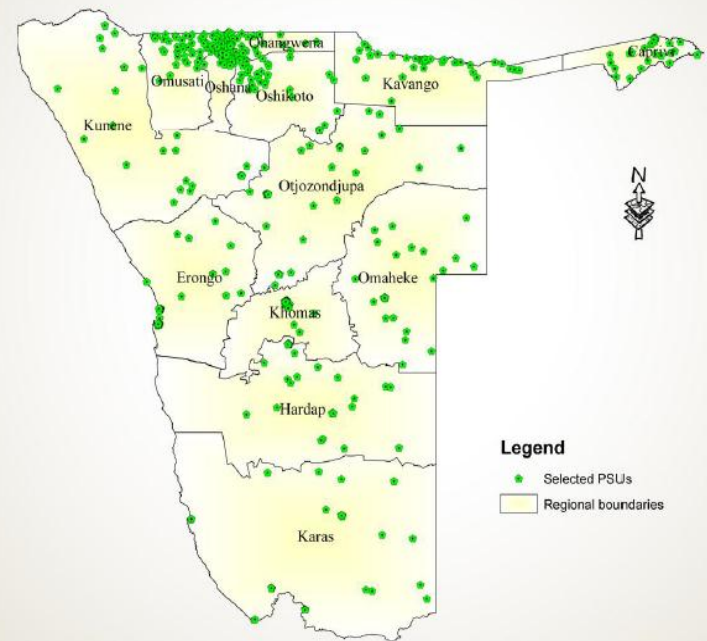 N
Ohangwena
Caprivi
Omusati
Oshana
Oshikoto
Kavango
Kunene
Otjozondjupa
Erongo
Omaheke
Khomas
Hardap
Karas
Legend
Selected PSUs
Regional boundaries